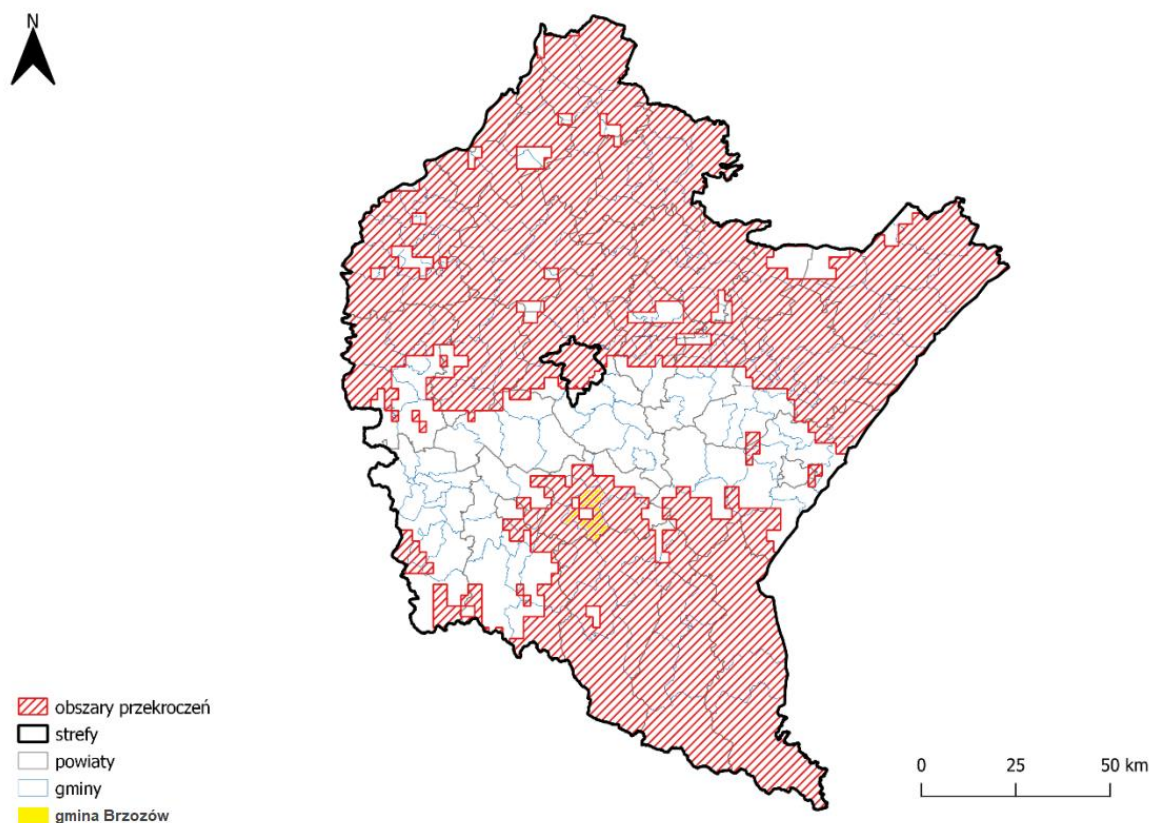 N
obszary przekroczeń
strefy
powiaty
gminy
gmina Brzozów
0 25 50 km